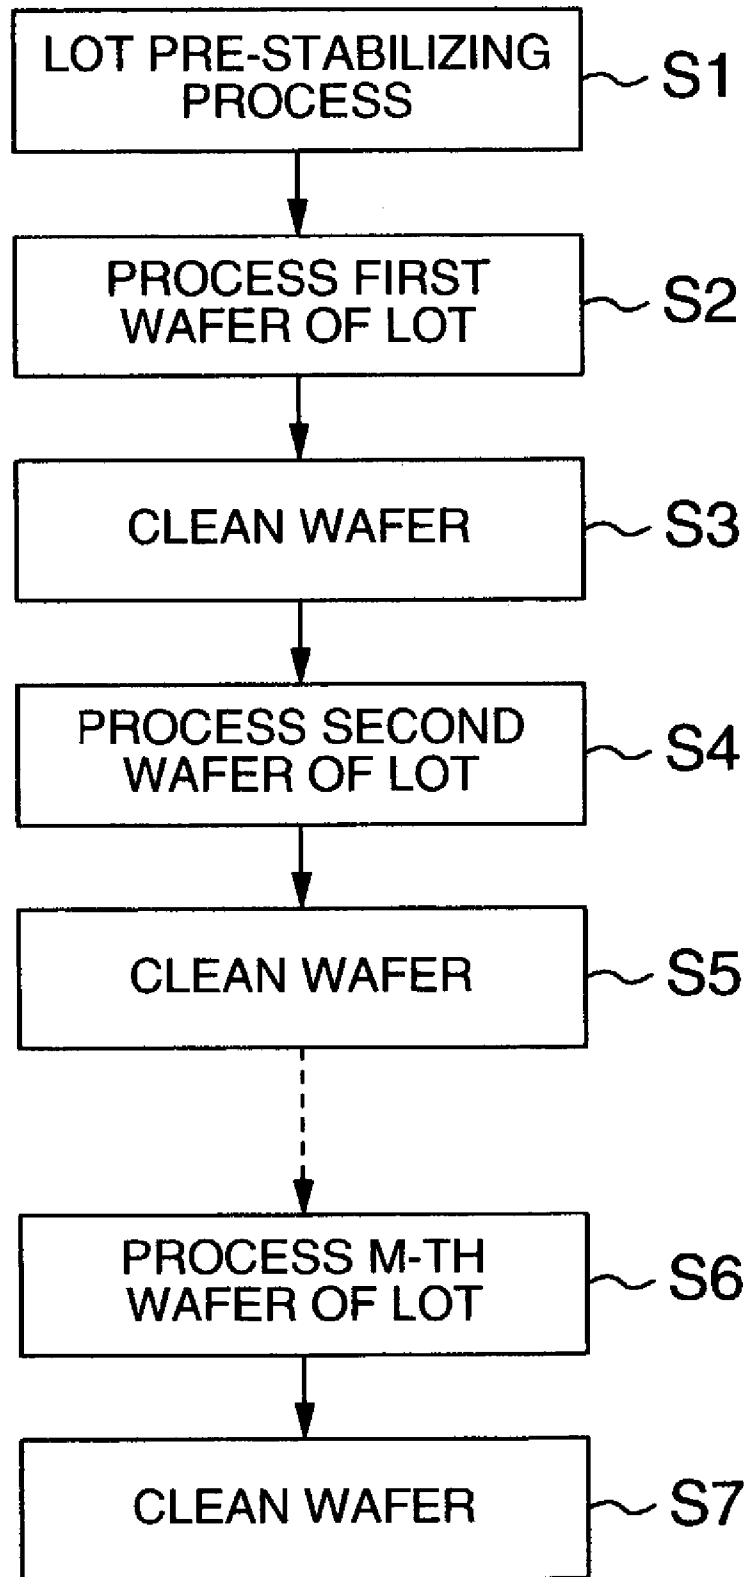 LOT PRE-STABILIZING
PROCESS
S1
PROCESS FIRST
WAFER OF LOT
S2
CLEAN WAFER
S3
PROCESS SECOND
WAFER OF LOT
S4
CLEAN WAFER
S5
PROCESS M-TH
WAFER OF LOT
S6
CLEAN WAFER
S7